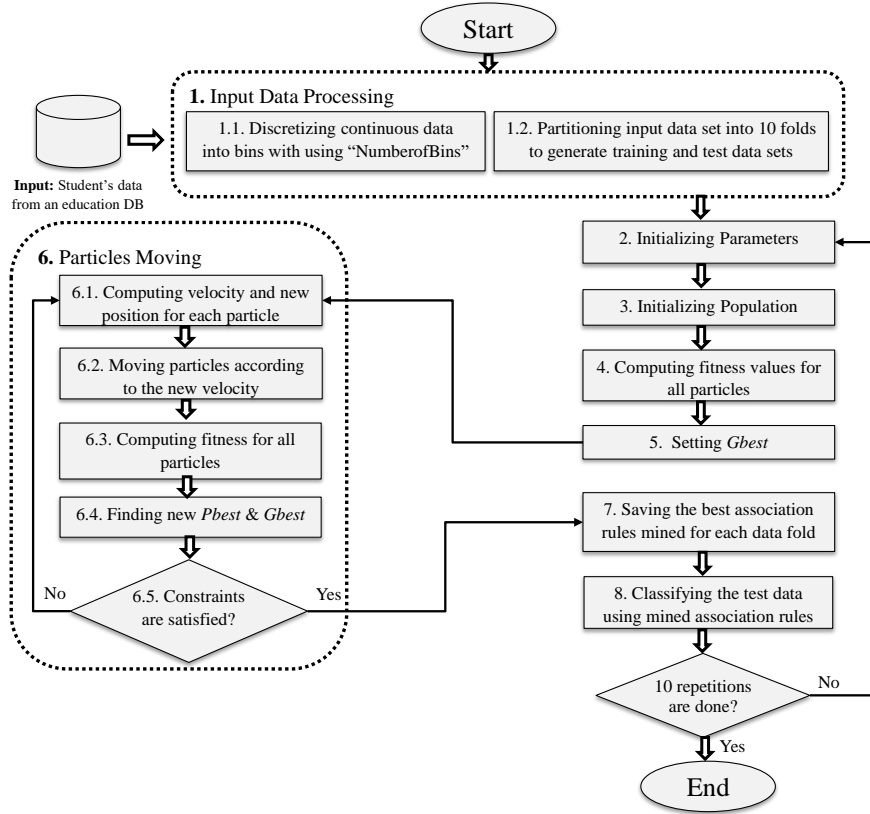 Start
1. Input Data Processing
1.1. Discretizing continuous data
into bins with using “NumberofBins”
1.2. Partitioning input data set into 10 folds
to generate training and test data sets
Input: Student’s data
from an education DB
2. Initializing Parameters
3. Initializing Population
4. Computing fitness values for
all particles
5. Setting Gbest
6. Particles Moving
6.1. Computing velocity and new
position for each particle
6.2. Moving particles according
to the new velocity
6.3. Computing fitness for all
particles
6.4. Finding new Pbest & Gbest
6.5. Constraints
are satisfied?
No
Yes
7. Saving the best association
rules mined for each data fold
8. Classifying the test data
using mined association rules
10 repetitions
are done?
No
Yes
End